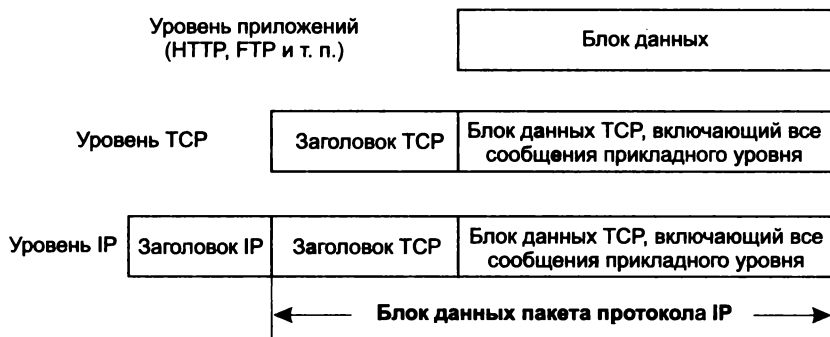 Уровень приложений
(HTTP, FTP и т. п.)
Блок данных
Уровень TCP
Заголовок TCP
Блок данных TCP, включающий все
сообщения прикладного уровня
Уровень IP
Заголовок IP
Заголовок TCP
Блок данных TCP, включающий все
сообщения прикладного уровня
Блок данных пакета протокола IP